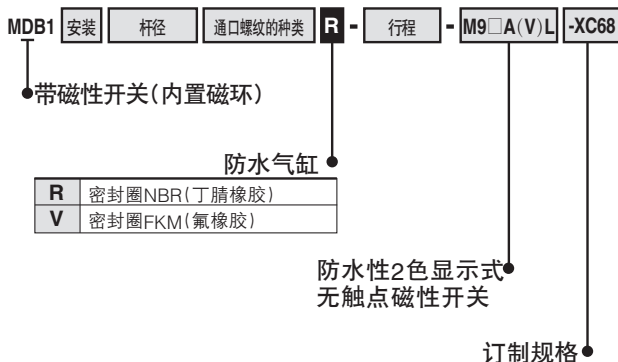 MDB1 安装 杆径 通口螺纹的种类 R - 行程 - M9□A(V)L -XC68
带磁性开关(内置磁环)
防水气缸
R 密封圈NBR(丁腈橡胶)
V 密封圈FKM(氟橡胶)
防水性2色显示式
无触点磁性开关
订制规格